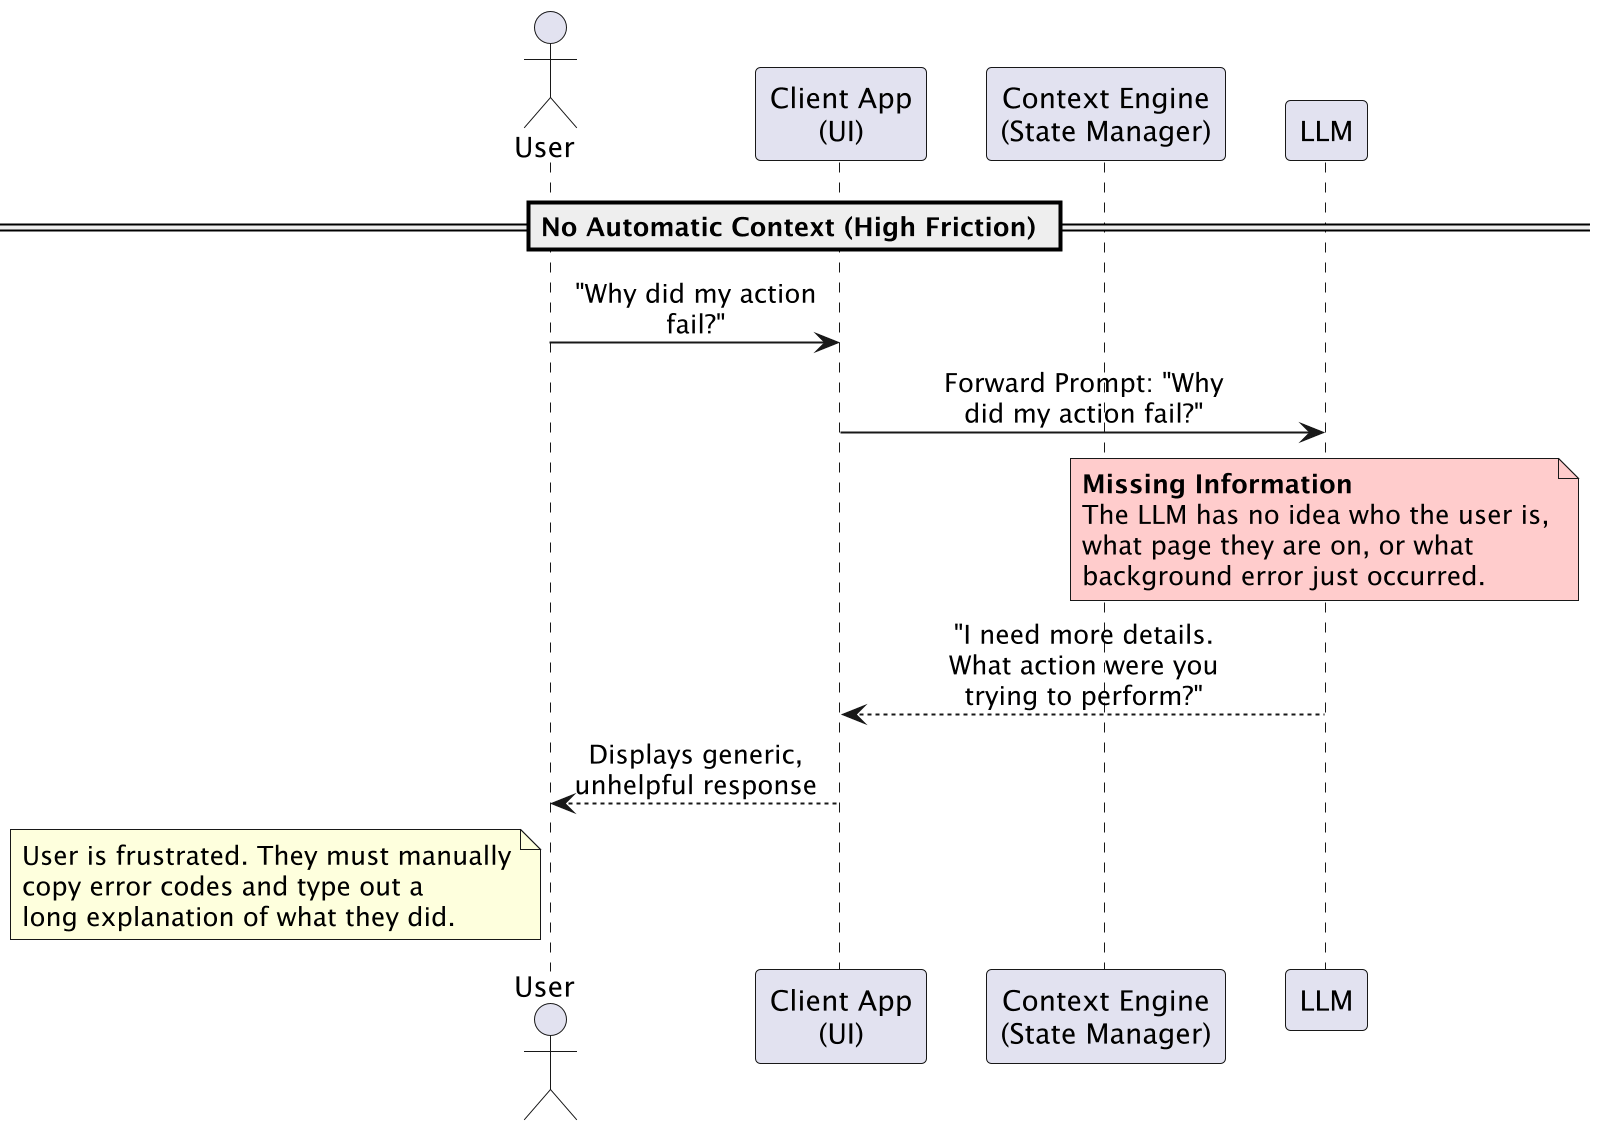 User
Client App
(UI)
Context Engine
(State Manager)
LLM
No Automatic Context (High Friction)
"Why did my action
fail?"
Forward Prompt: "Why
did my action fail?"
Missing Information
The LLM has no idea who the user is,
what page they are on, or what
background error just occurred.
"I need more details.
What action were you
trying to perform?"
Displays generic,
unhelpful response
User is frustrated. They must manually
copy error codes and type out a
long explanation of what they did.
User
Client App
(UI)
Context Engine
(State Manager)
LLM